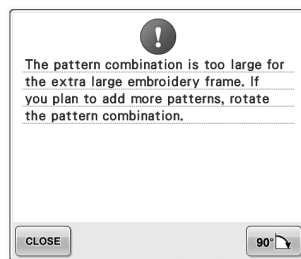 The pattern combination is too large for
the extra large embroidery frame. If
you plan to add more patterns, rotate
the pattern combination.
CLOSE
90°